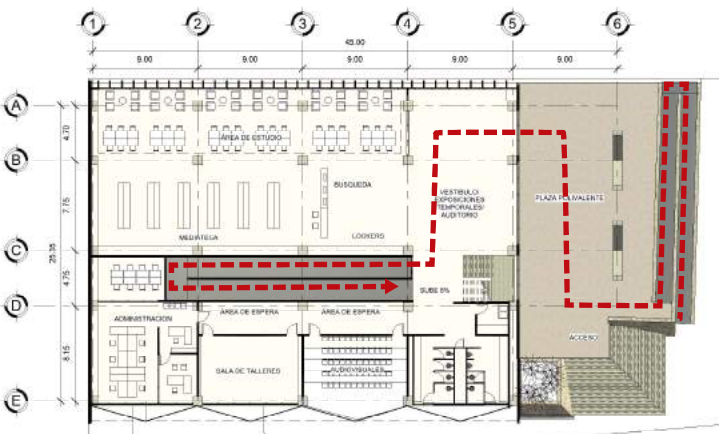 1 2 3 4 5 6
45.00
9.00 9.00 9.00 9.00 9.00
A
4.70
ÁREA DE ESTUDIO
B
BUSQUEDA
7.75
VESTIBULO/
EXPOSICIONES
TEMPORALES/
AUDITORIO
PLAZA POLIVALENTE
MEDIATECA
LOCKERS
C
25.35
4.75
SUBE 8%
D
ADMINISTRACION
ÁREA DE ESPERA
ÁREA DE ESPERA
ACCESO
8.15
SALA DE TALLERES
AUDIOVISUALES
E